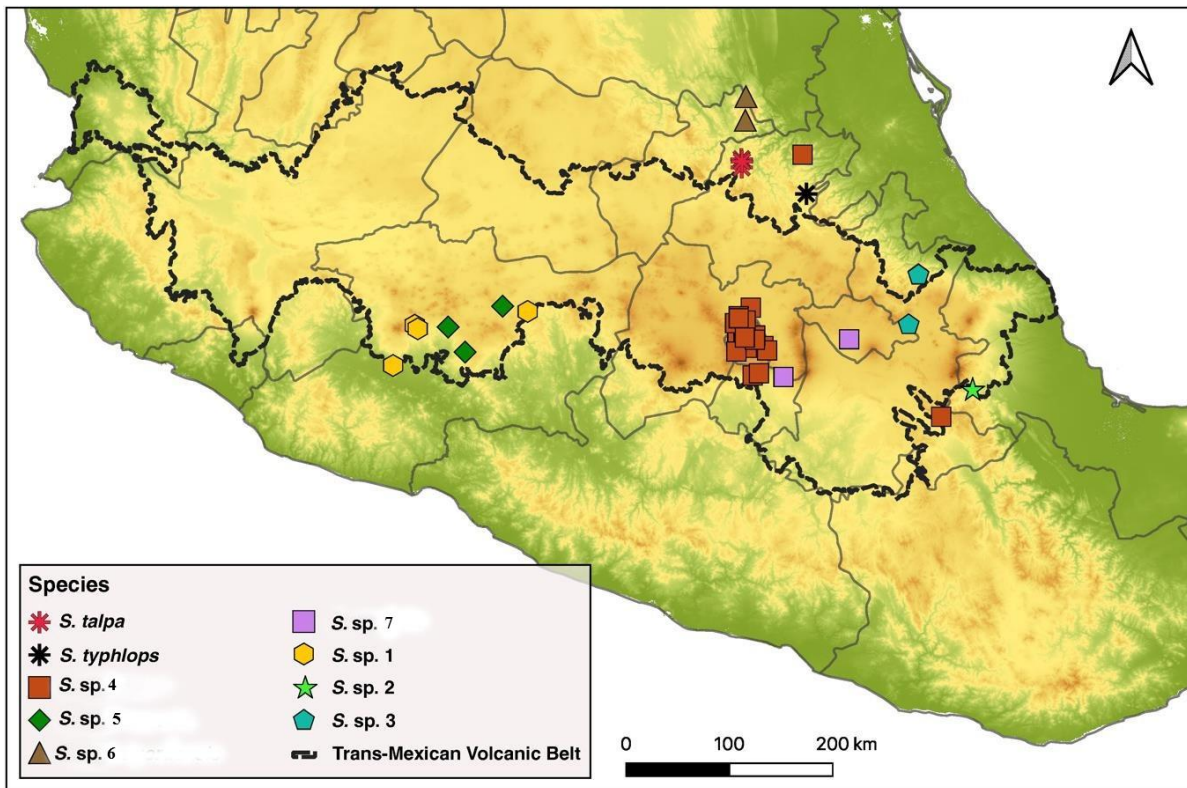 Species
S. talpa
S. typhlops
S. sp. 4
S. sp. 5
S. sp. 6
S. sp. 7
S. sp. 1
S. sp. 2
S. sp. 3
Trans-Mexican Volcanic Belt
0 100 200 km